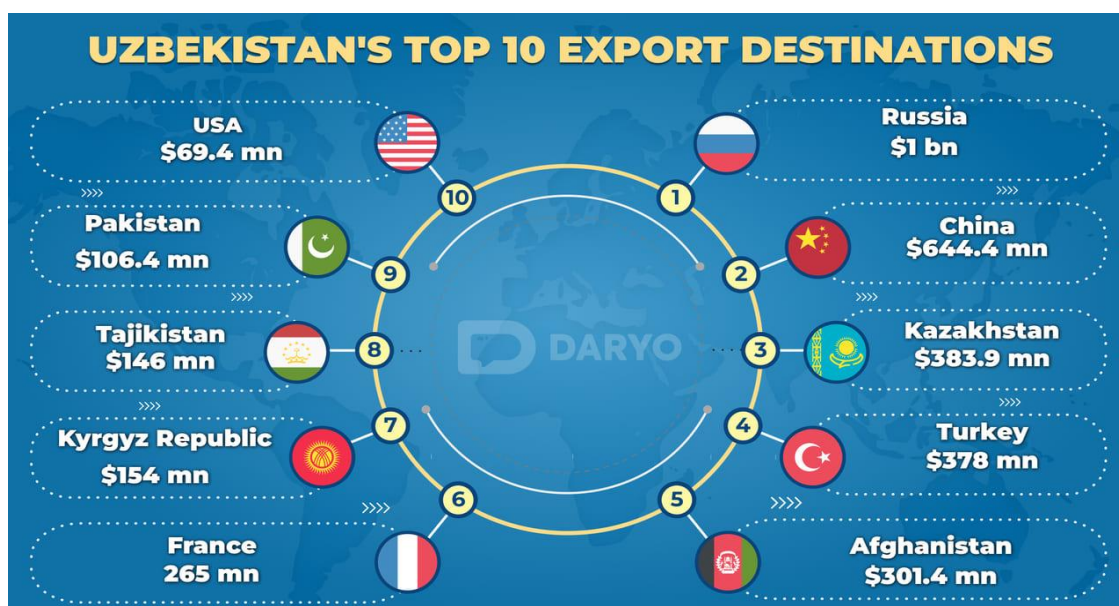 UZBEKISTAN'S TOP 10 EXPORT DESTINATIONS
Russia
$1 bn
1
China
$644.4 mn
2
Kazakhstan
$383.9 mn
3
Turkey
$378 mn
4
Afghanistan
$301.4 mn
5
France
265 mn
6
Kyrgyz Republic
$154 mn
7
Tajikistan
$146 mn
8
Pakistan
$106.4 mn
9
USA
$69.4 mn
10
DARYO